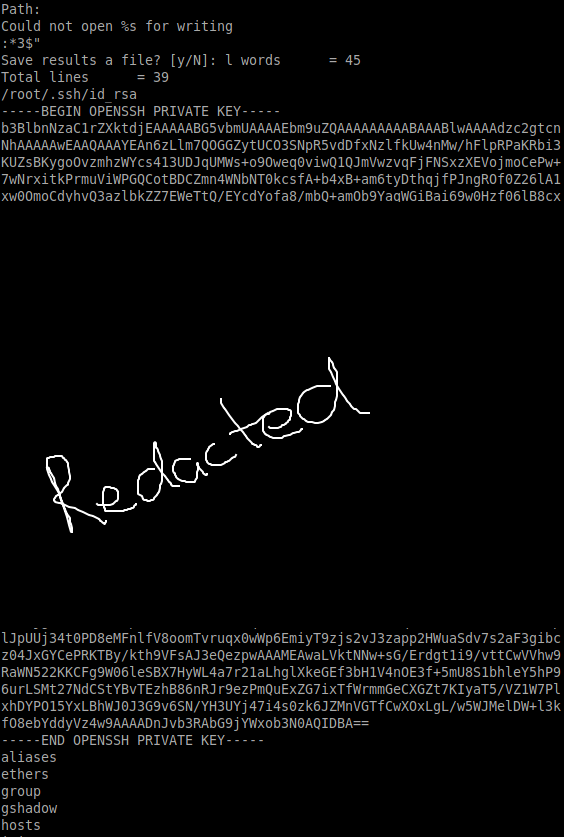 Path:
Could not open %s for writing
:*3$"
Save results a file? [y/N]: l words      = 45
Total lines      = 39
/root/.ssh/id_rsa
-----BEGIN OPENSSH PRIVATE KEY-----
b3BlbnNzaC1rZXktdjEAAAAABG5vbmUAAAAEbm9uZQAAAAAAAAABAAABlwAAAAdzc2gtcn
NhAAAAAwEAAQAAAYEAn6zLlm7QOGGZytUCO3SNpR5vdDfxNzlfkUw4nMw/hFlpRPaKRbi3
KUZsBKygoOvzmhzWYcs413UDJqUMWs+o9Oweq0viwQ1QJmVwzvqFjFNSxzXEVojmoCePw+
7wNrxitkPrmuViWPGQCotBDCZmn4WNbNT0kcsfA+b4xB+am6tyDthqjfPJngROf0Z26lA1
xw0OmoCdyhvQ3azlbkZZ7EWeTtQ/EYcdYofa8/mbQ+amOb9YaqWGiBai69w0Hzf06lB8cx
Redacted
lJpUUj34t0PD8eMFnlfV8oomTvruqx0wWp6EmiyT9zjs2vJ3zapp2HWuaSdv7s2aF3gibc
z04JxGYCePRKTBy/kth9VFsAJ3eQezpwAAAMEAwaLVktNNw+sG/Erdgt1i9/vttCwVVhw9
RaWN522KKCFg9W06leSBX7HyWL4a7r21aLhglXkeGEf3bH1V4nOE3f+5mU8S1bhleY5hP9
6urLSMt27NdCStYBvTEzhB86nRJr9ezPmQuExZG7ixTfWrmmGeCXGZt7KIyaT5/VZ1W7Pl
xhDYPO15YxLBhWJ0J3G9v6SN/YH3UYj47i4s0zk6JZMnVGTfCwXOxLgL/w5WJMelDW+l3k
fO8ebYddyVz4w9AAAADnJvb3RAbG9jYWxob3N0AQIDBA==
-----END OPENSSH PRIVATE KEY-----
aliases
ethers
group
gshadow
hosts